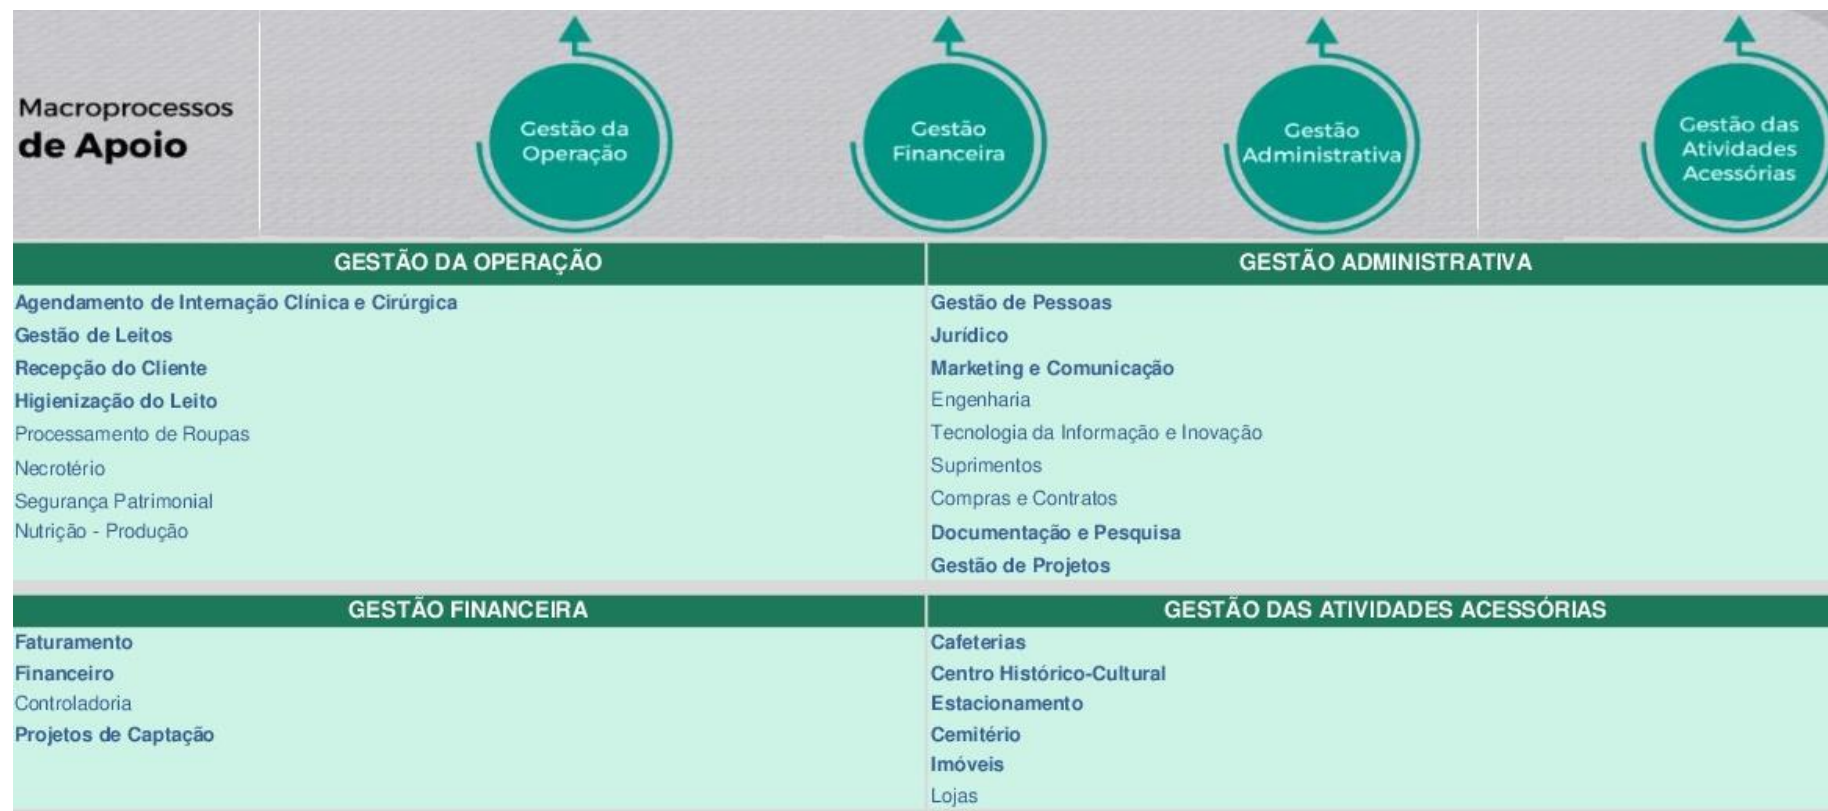 Macroprocessos
de Apoio
Gestão da
Operação
Gestão
Financeira
Gestão
Administrativa
Gestão das
Atividades
Acessórias
GESTÃO DA OPERAÇÃO
Agendamento de Internação Clínica e Cirúrgica
Gestão de Leitos
Recepção do Cliente
Higienização do Leito
Processamento de Roupas
Necrotério
Segurança Patrimonial
Nutrição - Produção
GESTÃO ADMINISTRATIVA
Gestão de Pessoas
Jurídico
Marketing e Comunicação
Engenharia
Tecnologia da Informação e Inovação
Suprimentos
Compras e Contratos
Documentação e Pesquisa
Gestão de Projetos
GESTÃO FINANCEIRA
Faturamento
Financeiro
Controladoria
Projetos de Captação
GESTÃO DAS ATIVIDADES ACESSÓRIAS
Cafeterias
Centro Histórico-Cultural
Estacionamento
Cemitério
Imóveis
Lojas